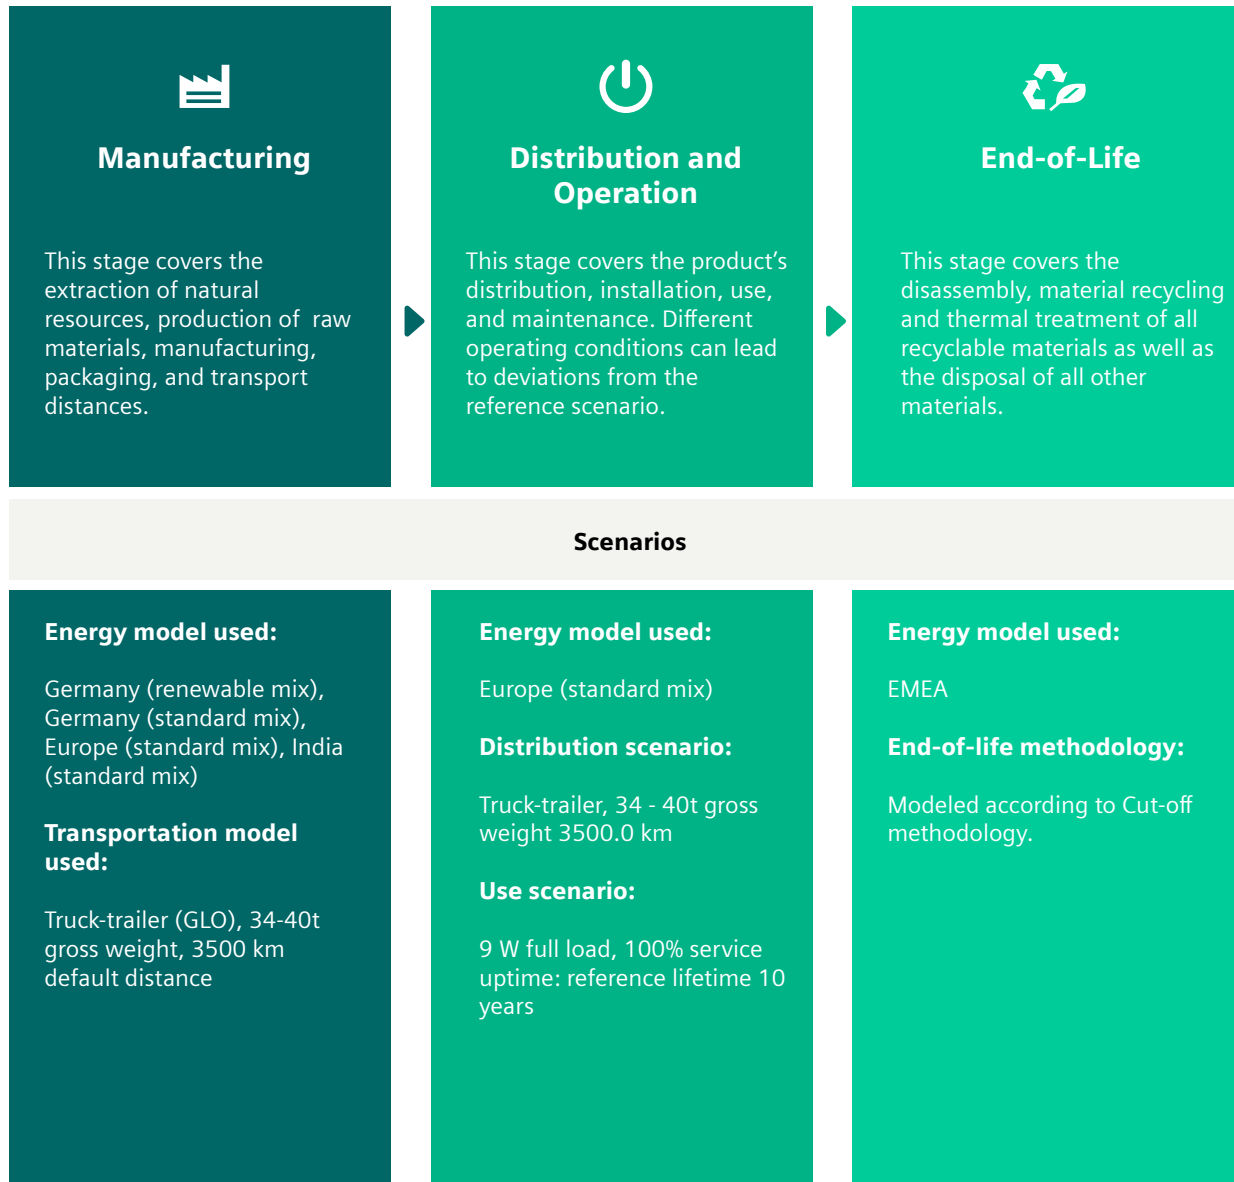 Manufacturing
This stage covers the
extraction of natural
resources, production of  raw
materials, manufacturing,
packaging, and transport
distances.
Distribution and
Operation
This stage covers the product’s
distribution, installation, use,
and maintenance. Different
operating conditions can lead
to deviations from the
reference scenario.
End-of-Life
This stage covers the
disassembly, material recycling
and thermal treatment of all
recyclable materials as well as
the disposal of all other
materials.
Scenarios
Energy model used:
Germany (renewable mix),
Germany (standard mix),
Europe (standard mix), India
(standard mix)
Transportation model
used:
Truck-trailer (GLO), 34-40t
gross weight, 3500 km
default distance
Energy model used:
Europe (standard mix)
Distribution scenario:
Truck-trailer, 34 - 40t gross
weight 3500.0 km
Use scenario:
9 W full load, 100% service
uptime: reference lifetime 10
years
Energy model used:
EMEA
End-of-life methodology:
Modeled according to Cut-off
methodology.